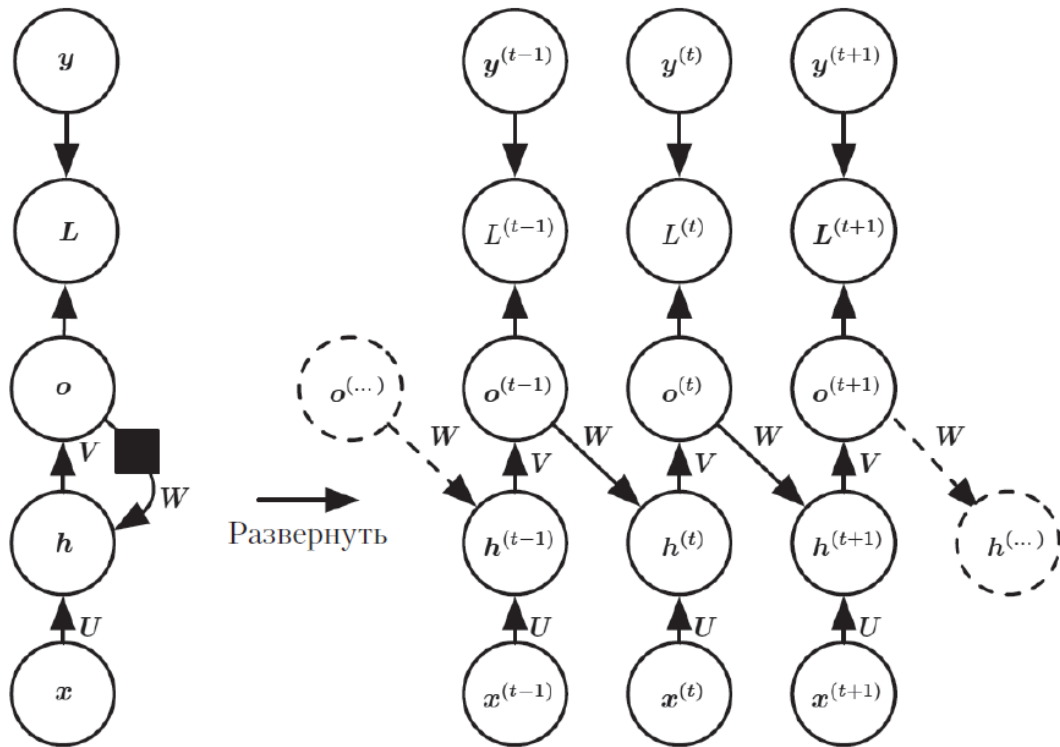 y y^(t−1) y^(t) y^(t+1)
L L^(t−1) L^(t) L^(t+1)
o o^(...) o^(t−1) o^(t) o^(t+1)
W W W W
V V V V
W
h h^(t−1) h^(t) h^(t+1) h^(...)
Развернуть
U U U U
x x^(t−1) x^(t) x^(t+1)